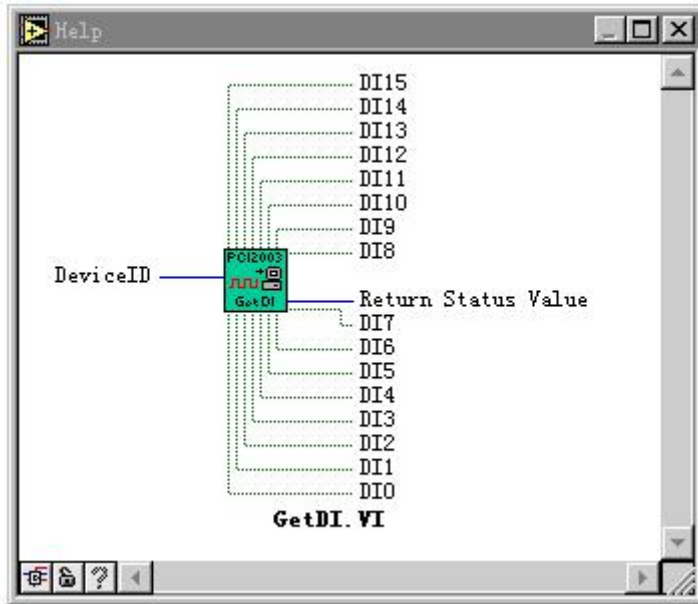 Help
DI15
DI14
DI13
DI12
DI11
DI10
DI9
DI8
PCI2003
DeviceID
GetDI
Return Status Value
DI7
DI6
DI5
DI4
DI3
DI2
DI1
DI0
GetDI.VI
?